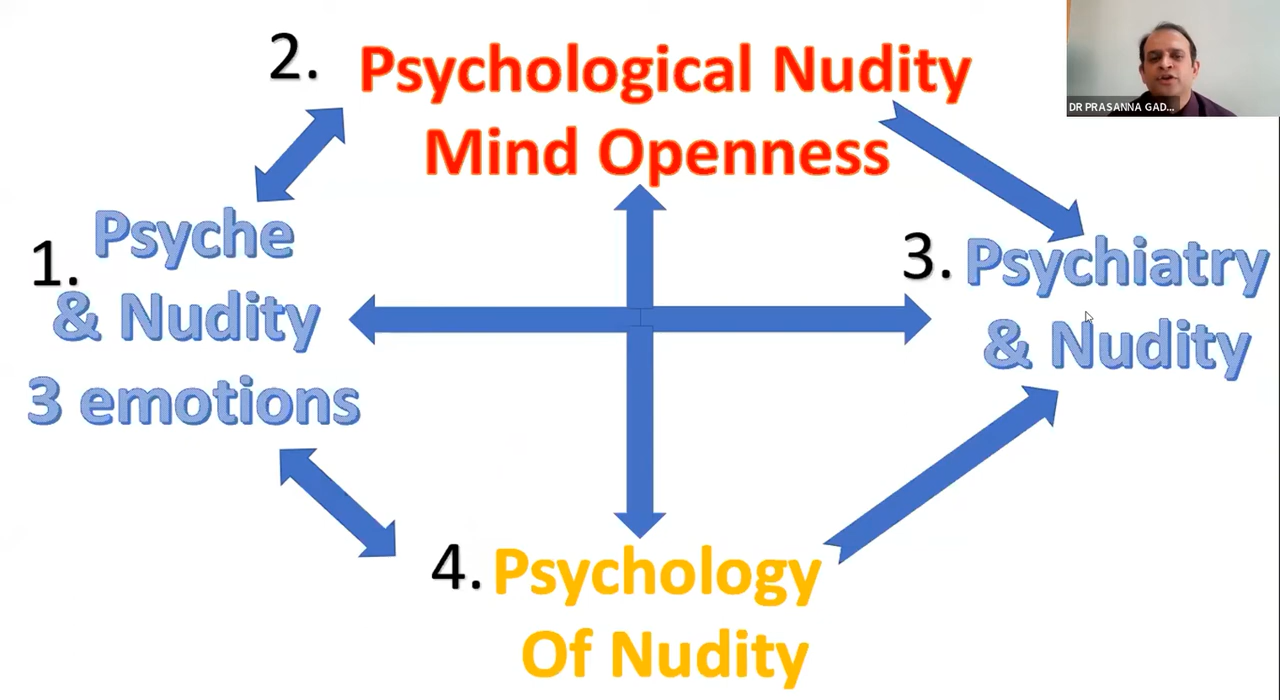 2. Psychological Nudity
Mind Openness
DR PRASANNA GAD...
1. Psyche
& Nudity
3 emotions
3. Psychiatry
& Nudity
4. Psychology
Of Nudity